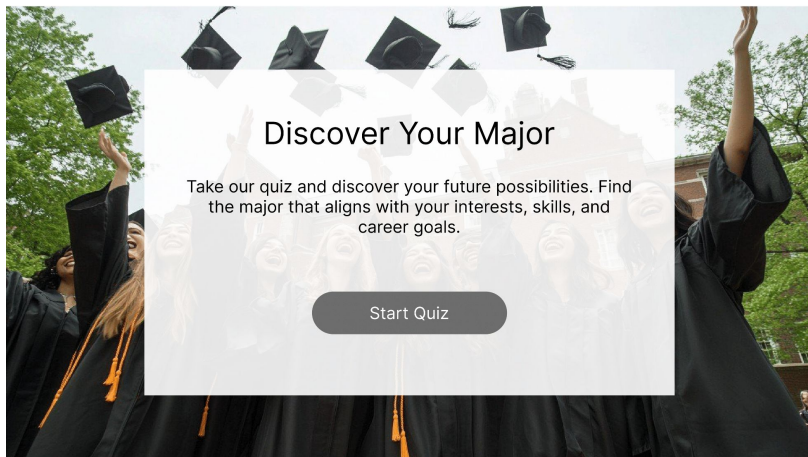 Discover Your Major
Take our quiz and discover your future possibilities. Find
the major that aligns with your interests, skills, and
career goals.
Start Quiz